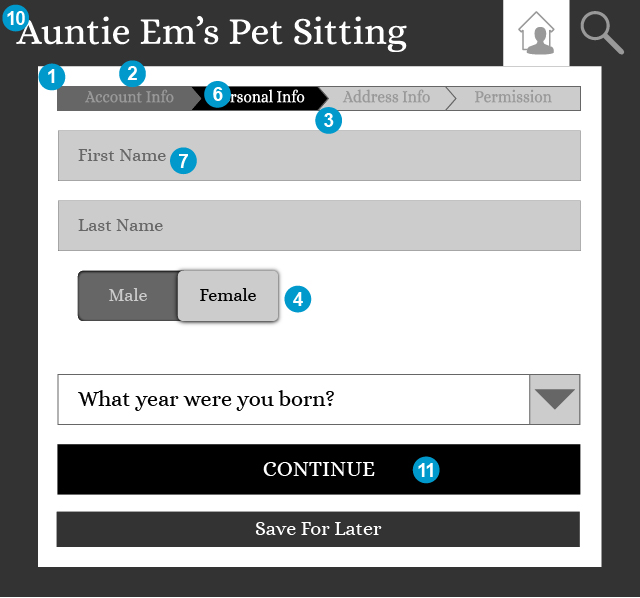 10
Auntie Em's Pet Sitting
1
2
Account Info
6
rsonal Info
Address Info
Permission
3
First Name
7
Last Name
Male
Female
4
What year were you born?
CONTINUE
11
Save For Later